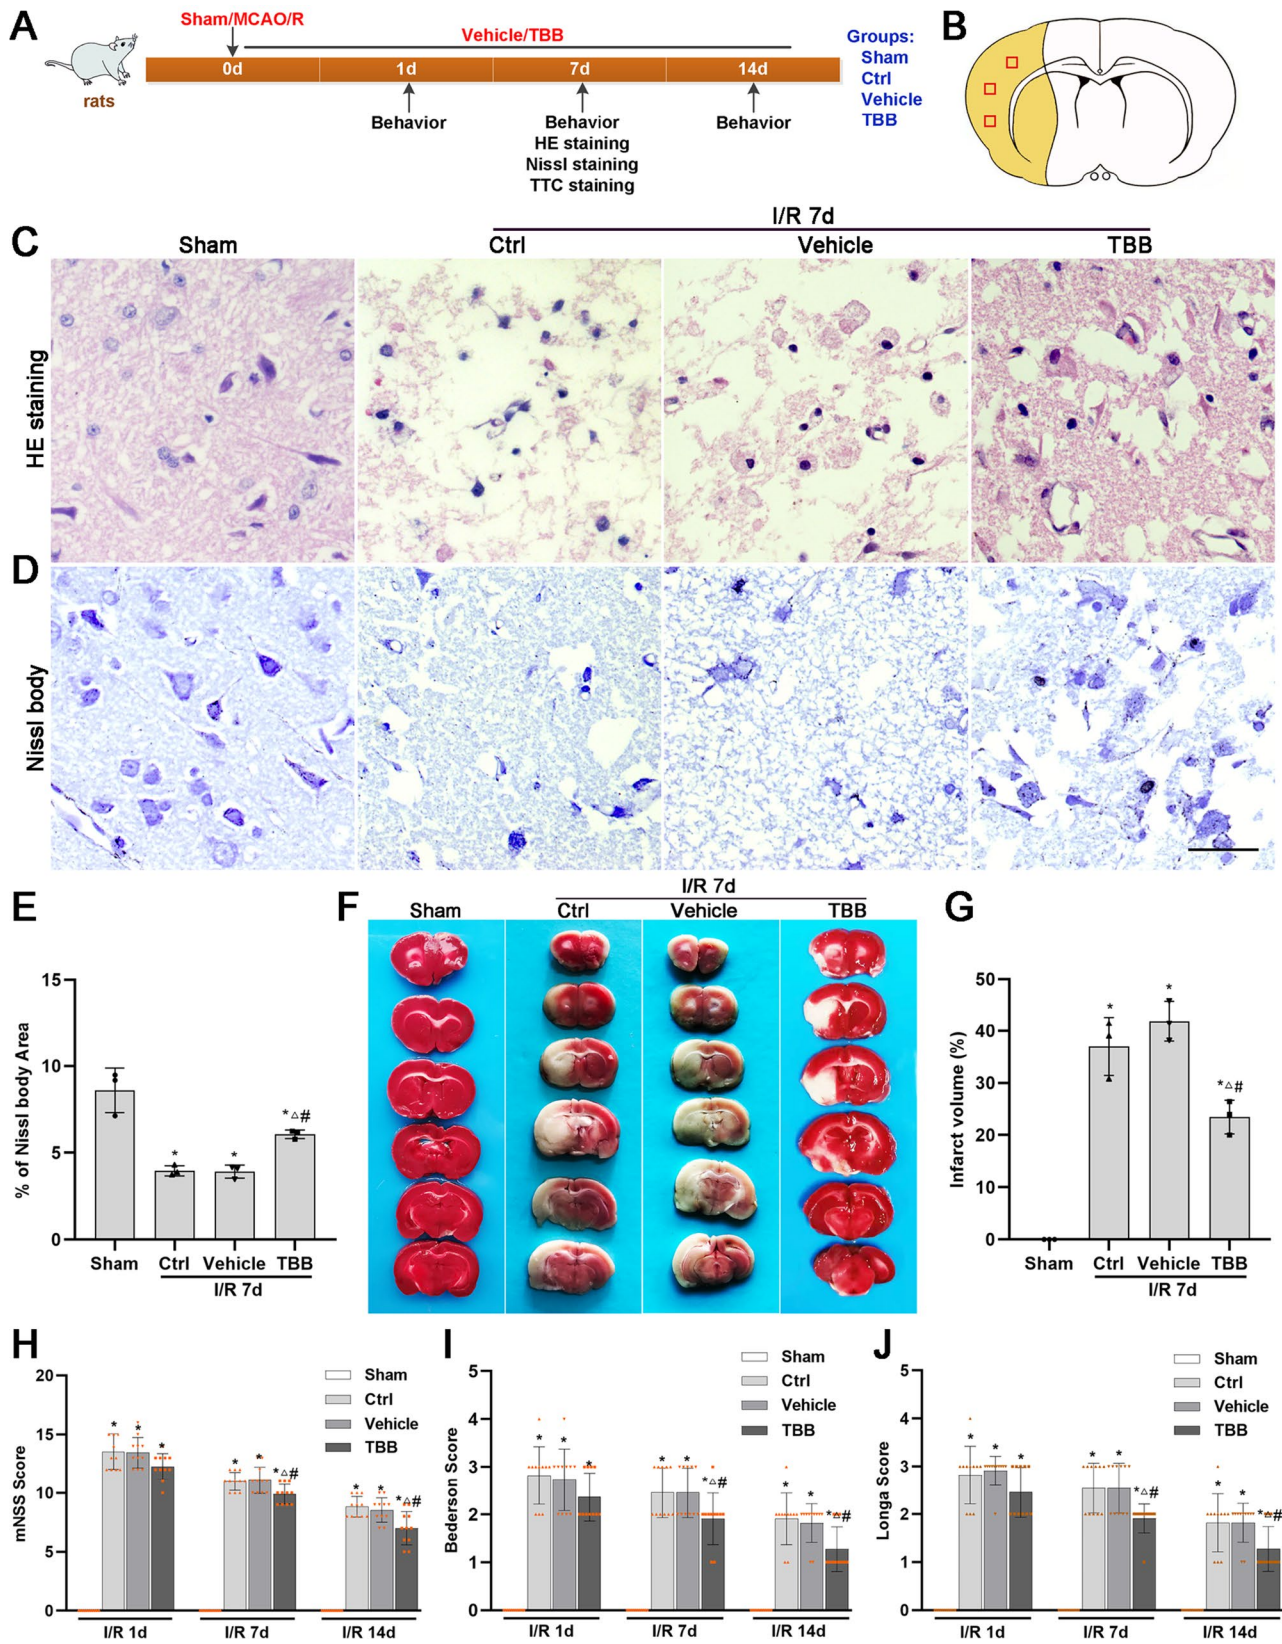 A
Sham/MCAO/R
Vehicle/TBB
0d 1d 7d 14d
rats
Behavior Behavior Behavior
HE staining
Nissl staining
TTC staining
Groups:
Sham
Ctrl
Vehicle
TBB
B
I/R 7d
C Sham Ctrl Vehicle TBB
HE staining
D
Nissl body
E
% of Nissl body Area
15
10
5
0
* * *△#
Sham Ctrl Vehicle TBB
I/R 7d
F
I/R 7d
Sham Ctrl Vehicle TBB
G
Infarct volume (%)
50
40
30
20
10
0
* * *△#
Sham Ctrl Vehicle TBB
I/R 7d
H
mNSS Score
20
15
10
5
0
Sham
Ctrl
Vehicle
TBB
* * * * * *△# * * *△#
I/R 1d I/R 7d I/R 14d
I
Bederson Score
5
4
3
2
1
0
Sham
Ctrl
Vehicle
TBB
* * * * * *△# * * *△#
I/R 1d I/R 7d I/R 14d
J
Longa Score
5
4
3
2
1
0
Sham
Ctrl
Vehicle
TBB
* * * * * *△# * * *△#
I/R 1d I/R 7d I/R 14d